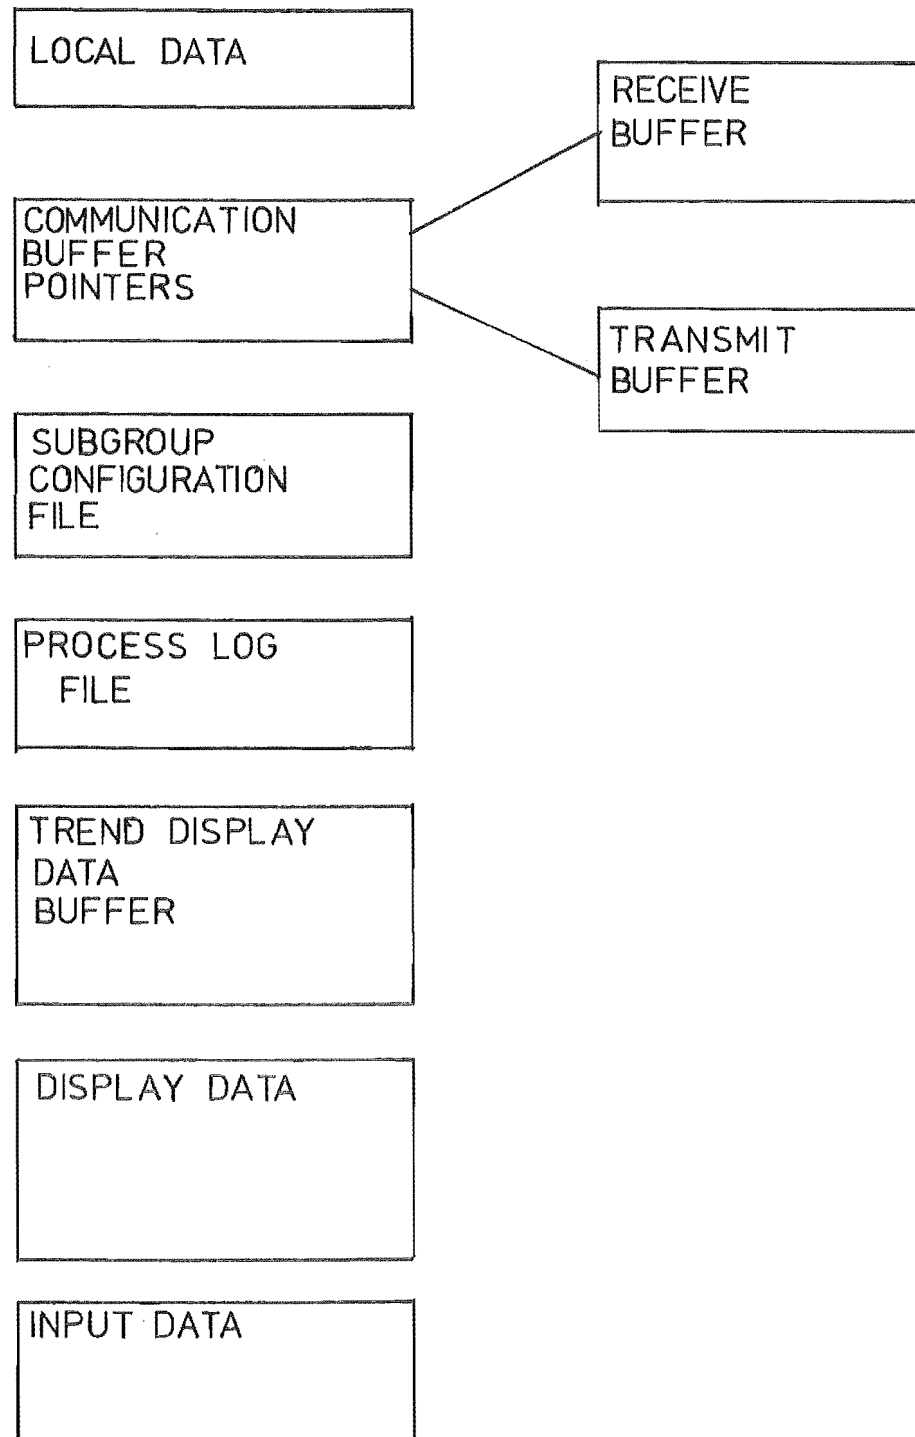 LOCAL DATA
RECEIVE
BUFFER
COMMUNICATION
BUFFER
POINTERS
TRANSMIT
BUFFER
SUBGROUP
CONFIGURATION
FILE
PROCESS LOG
FILE
TREND DISPLAY
DATA
BUFFER
DISPLAY DATA
INPUT DATA